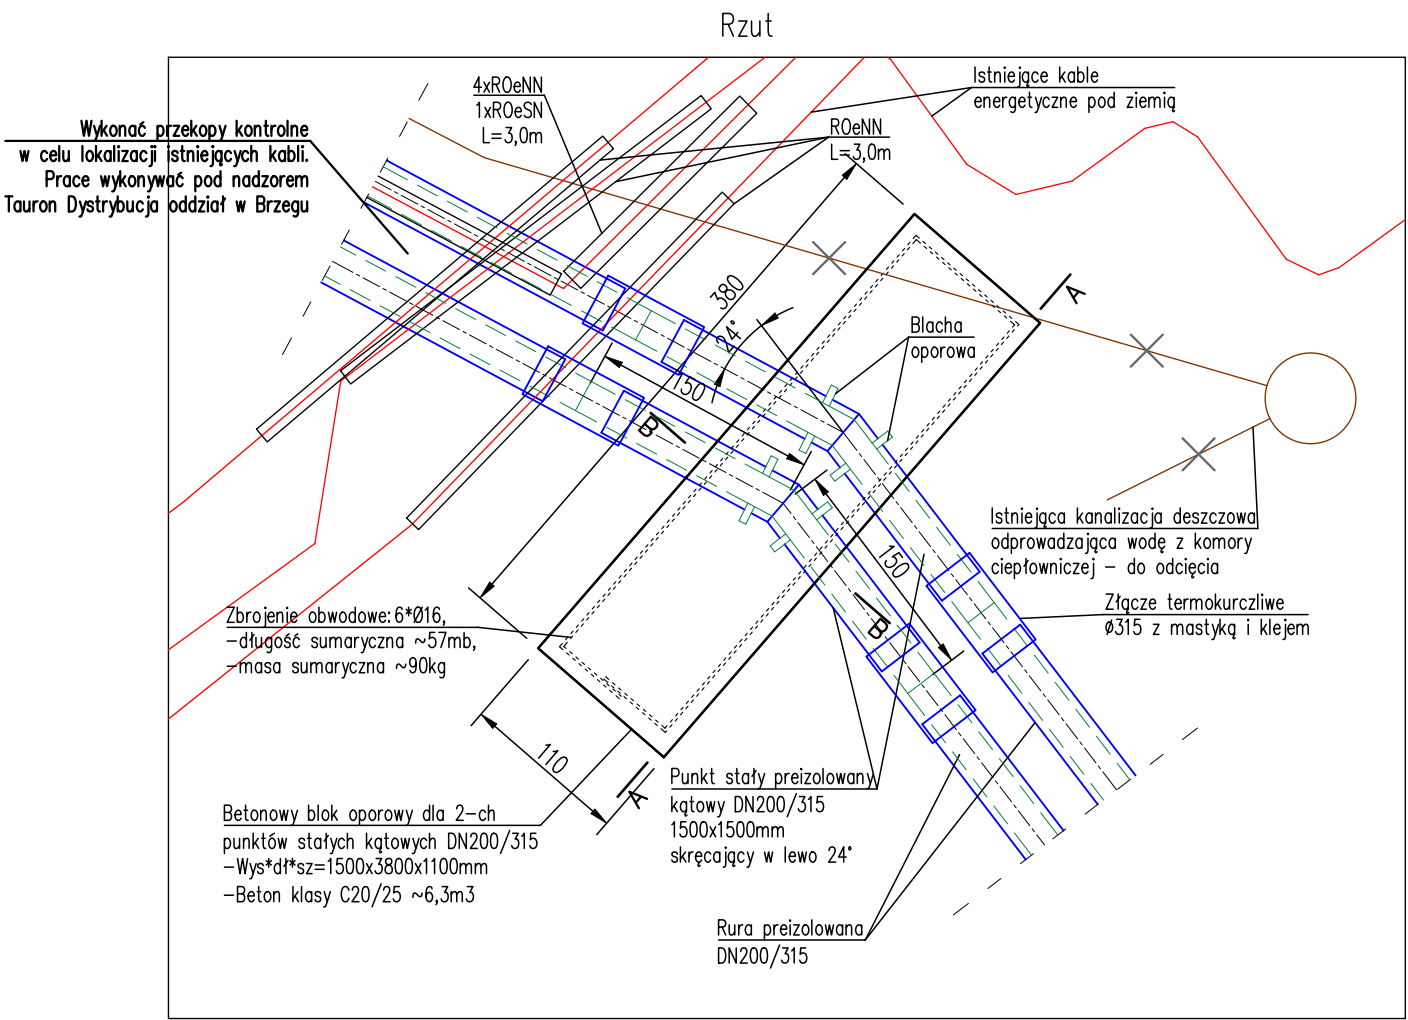 Rzut
4xROeNN
1xROeSN
L=3,0m
Istniejące kable
energetyczne pod ziemią
ROeNN
L=3,0m
Wykonać przekopy kontrolne
w celu lokalizacji istniejących kabli.
Prace wykonywać pod nadzorem
Tauron Dystrybucja oddział w Brzegu
380
24°
A
Blacha
oporowa
150
B
150
B
Istniejąca kanalizacja deszczowa
odprowadzająca wodę z komory
ciepłowniczej – do odcięcia
Złącze termokurczliwe
Ø315 z mastyką i klejem
Zbrojenie obwodowe: 6*Ø16,
–długość sumaryczna ~57mb,
–masa sumaryczna ~90kg
110
A
Punkt stały preizolowany
kątowy DN200/315
1500x1500mm
skręcający w lewo 24°
Betonowy blok oporowy dla 2–ch
punktów stałych kątowych DN200/315
–Wys*dł*sz=1500x3800x1100mm
–Beton klasy C20/25 ~6,3m3
Rura preizolowana
DN200/315